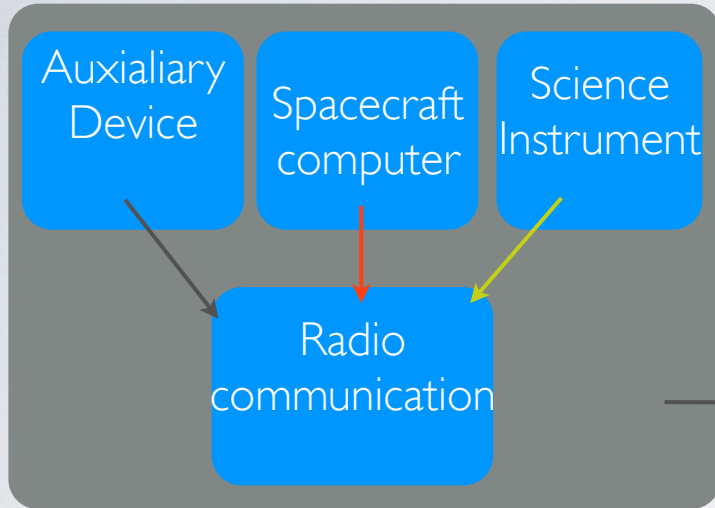 Auxialiary
Device
Spacecraft
computer
Science
Instrument
Radio
communication